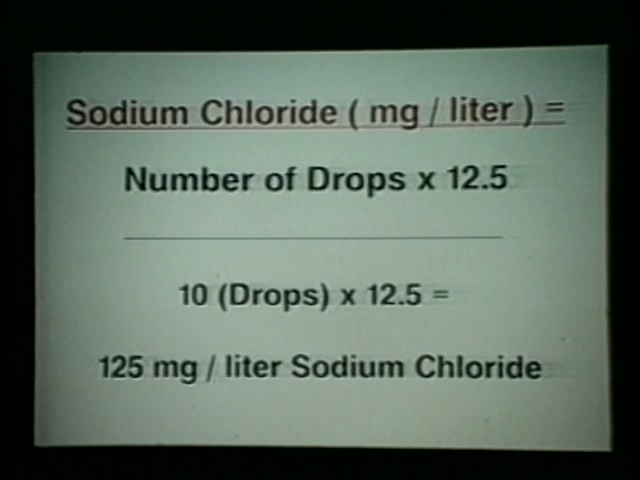 Sodium Chloride ( mg / liter ) =
Number of Drops x 12.5
10 (Drops) x 12.5 =
125 mg / liter Sodium Chloride